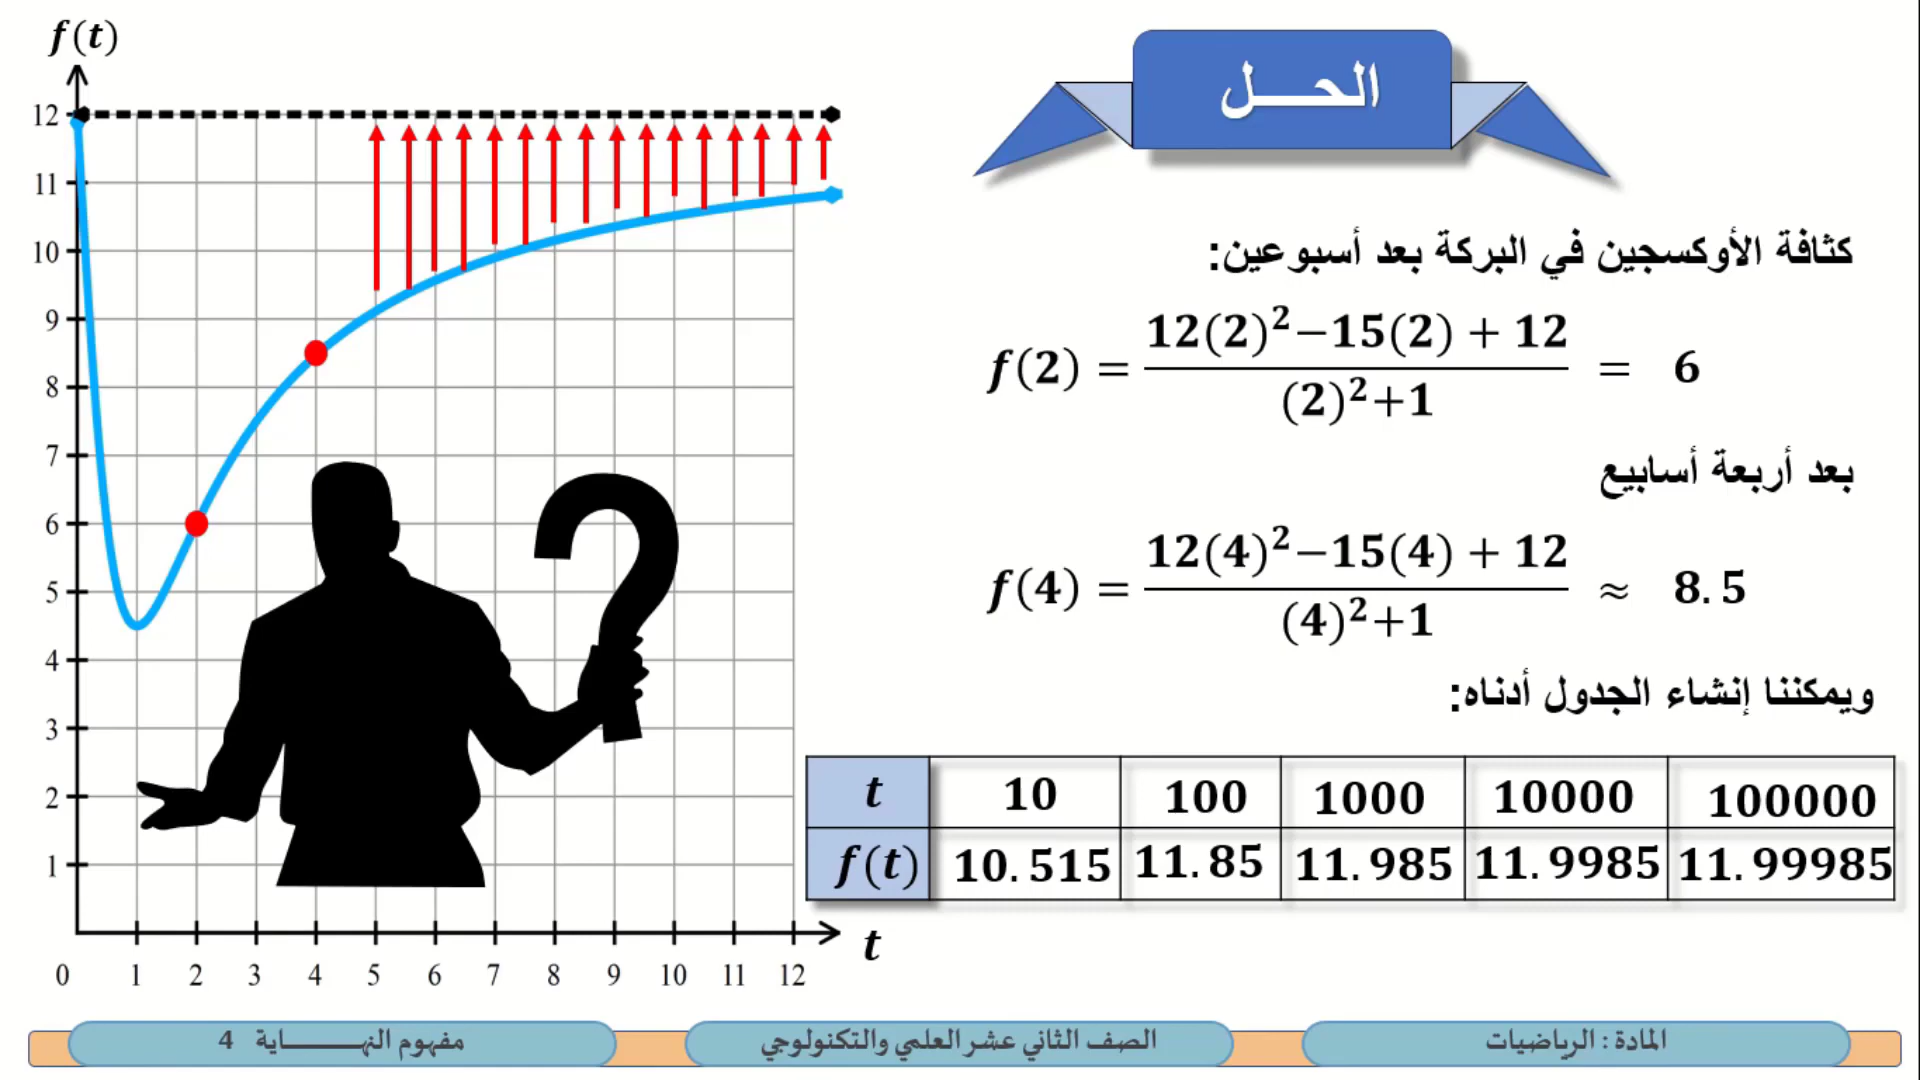 الحـــل
كثافة الأوكسجين في البركة بعد أسبوعين:
f(2) = (12(2)²−15(2) + 12)/((2)²+1) = 6
بعد أربعة أسابيع
f(4) = (12(4)²−15(4) + 12)/((4)²+1) ≈ 8.5
ويمكننا إنشاء الجدول أدناه:
t 10 100 1000 10000 100000
f(t) 10.515 11.85 11.985 11.9985 11.99985
f(t)
12
11
10
9
8
7
6
5
4
3
2
1
0 1 2 3 4 5 6 7 8 9 10 11 12
t
المادة : الرياضيات
الصف الثاني عشر العلمي والتكنولوجي
مفهوم النهـــــاية 4